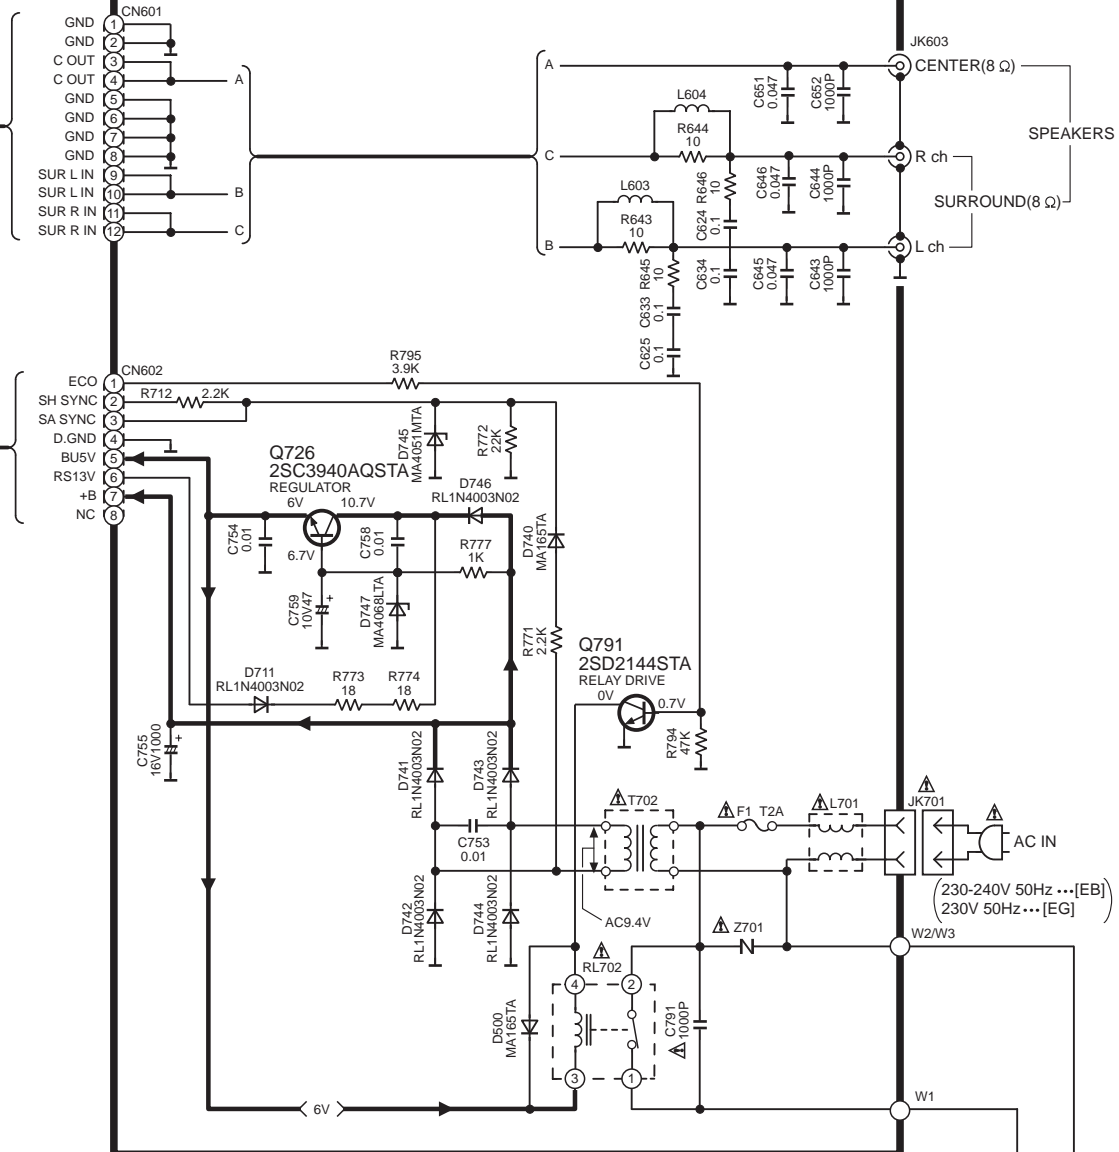 CN601
GND 1
GND 2
C OUT 3
C OUT 4 A
GND 5
GND 6
GND 7
GND 8
SUR L IN 9
SUR L IN 10 B
SUR R IN 11
SUR R IN 12 C
A
C
B
L604
R644
10
L603
R643
10
R646
10
C624
0.1
C634
0.1
R645
10
C633
0.1
C625
0.1
C651
0.047
C652
1000P
C646
0.047
C644
1000P
C645
0.047
C643
1000P
JK603
CENTER(8 Ω)
R ch
L ch
SPEAKERS
SURROUND(8 Ω)
CN602
ECO 1
SH SYNC 2
SA SYNC 3
D.GND 4
BU5V 5
RS13V 6
+B 7
NC 8
R712 2.2K
R795
3.9K
D745
MA4051MTA
R772
22K
Q726
2SC3940AQSTA
REGULATOR
6V 10.7V
6.7V
D746
RL1N4003N02
C754
0.01
C758
0.01
R777
1K
D740
MA165TA
C759
10V47
+
D747
MA4068LTA
R771
2.2K
D711
RL1N4003N02
R773
18
R774
18
Q791
2SD2144STA
RELAY DRIVE
0V 0.7V
R794
47K
C755
16V1000
+
D741
RL1N4003N02
D743
RL1N4003N02
C753
0.01
D742
RL1N4003N02
D744
RL1N4003N02
T702
F1 T2A
L701
JK701
AC IN
230-240V 50Hz ···[EB]
230V 50Hz···[EG]
AC9.4V
Z701
W2/W3
RL702
4 2
3 1
D500
MA165TA
C791
1000P
6V
W1